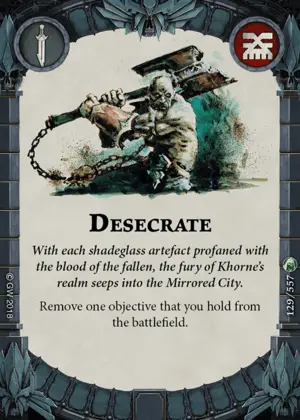 DESECRATE
With each shadeglass artefact profaned with
the blood of the fallen, the fury of Khorne's
realm seeps into the Mirrored City.
Remove one objective that you hold from
the battlefield.
© GW 2018
129/557